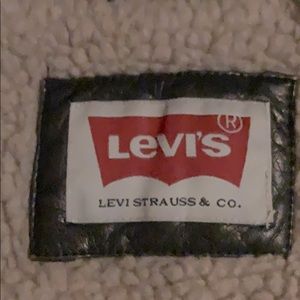 LEVI'S ®
LEVI STRAUSS & CO.